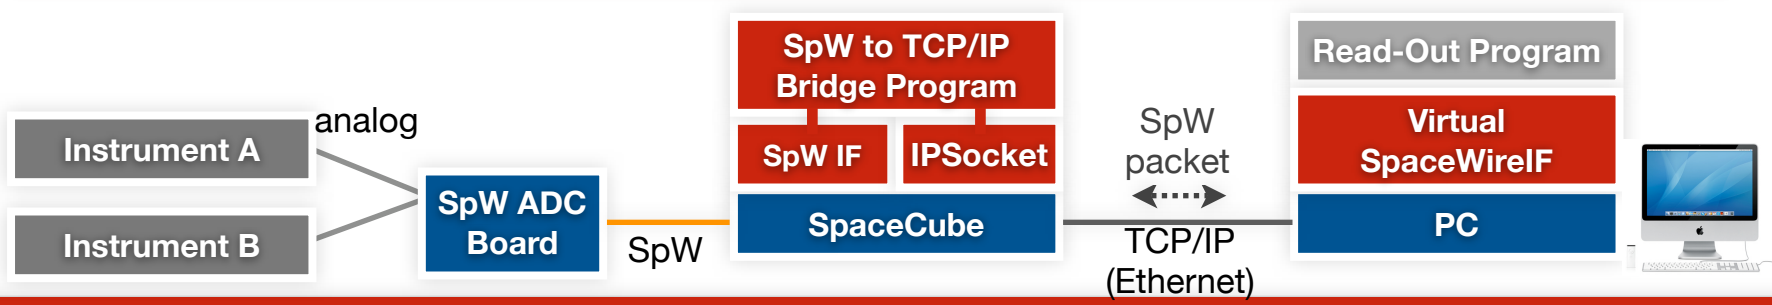 Instrument A
Instrument B
analog
SpW ADC
Board
SpW
SpW to TCP/IP
Bridge Program
SpW IF
IPSocket
SpaceCube
SpW
packet
TCP/IP
(Ethernet)
Read-Out Program
Virtual
SpaceWireIF
PC